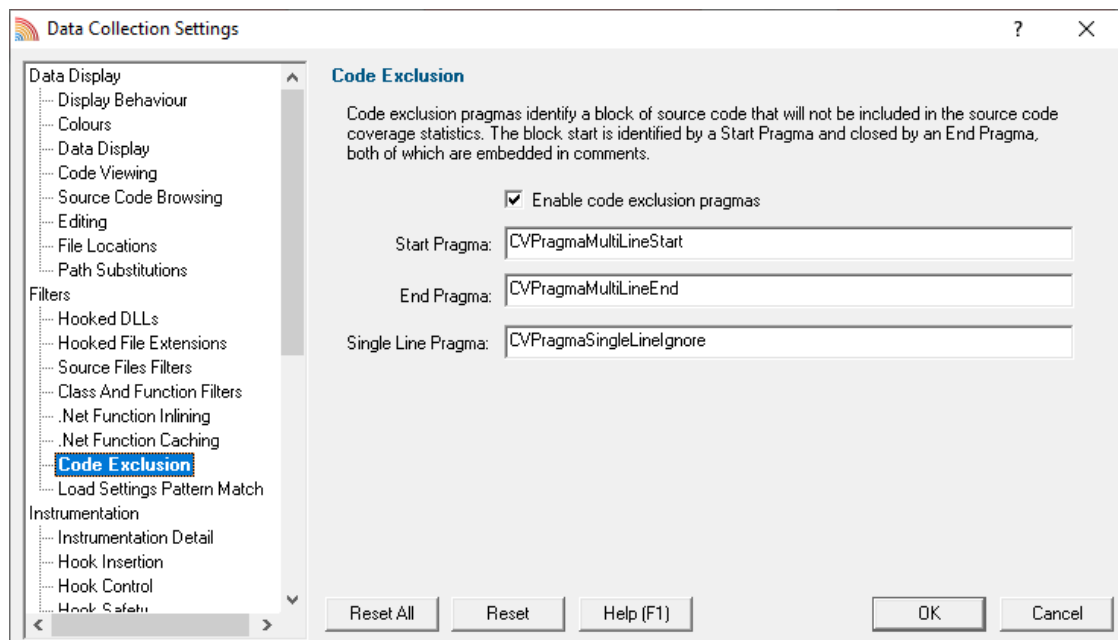 Data Collection Settings
?
Data Display
Display Behaviour
Colours
Data Display
Code Viewing
Source Code Browsing
Editing
File Locations
Path Substitutions
Filters
Hooked DLLs
Hooked File Extensions
Source Files Filters
Class And Function Filters
.Net Function Inlining
.Net Function Caching
Code Exclusion
Load Settings Pattern Match
Instrumentation
Instrumentation Detail
Hook Insertion
Hook Control
Hook Safety
Code Exclusion
Code exclusion pragmas identify a block of source code that will not be included in the source code
coverage statistics. The block start is identified by a Start Pragma and closed by an End Pragma,
both of which are embedded in comments.
Enable code exclusion pragmas
Start Pragma: CVPragmaMultiLineStart
End Pragma: CVPragmaMultiLineEnd
Single Line Pragma: CVPragmaSingleLineIgnore
Reset All Reset Help (F1) OK Cancel